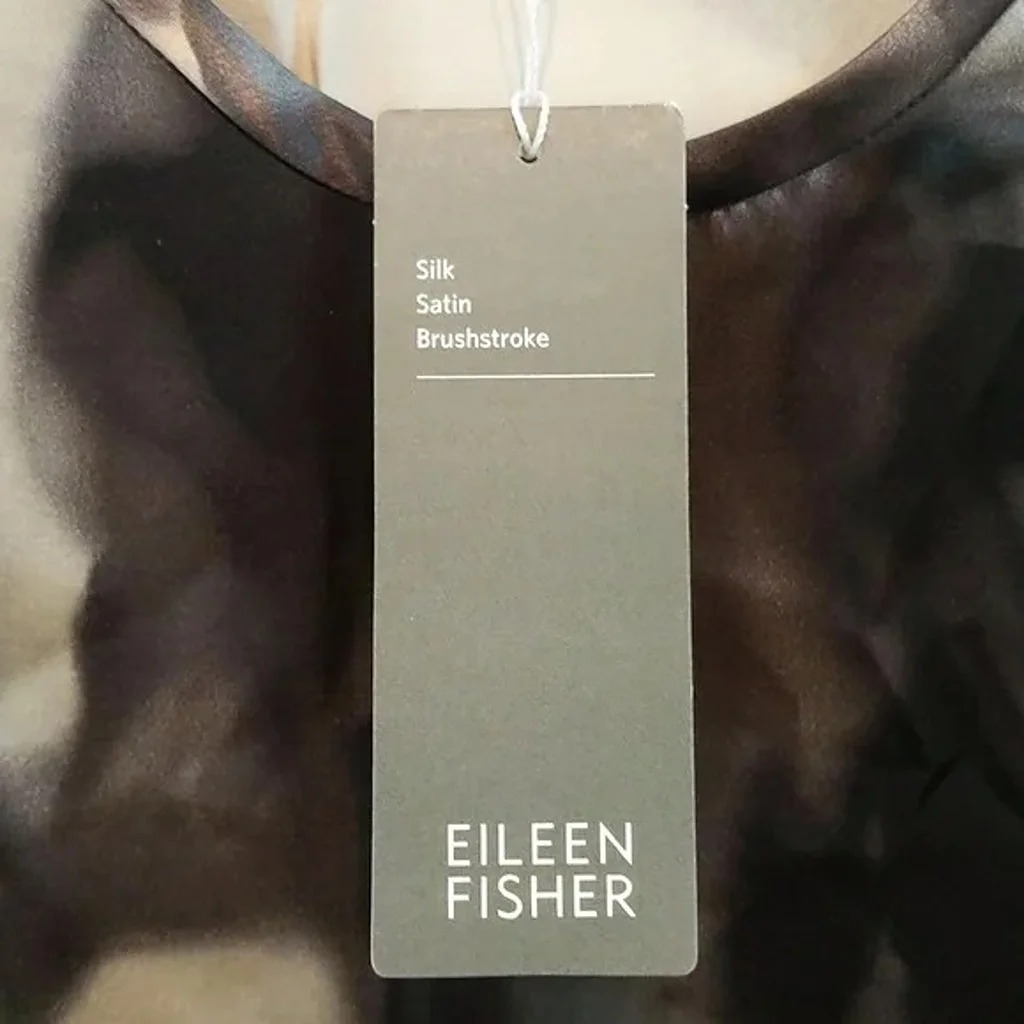 Silk
Satin
Brushstroke
EILEEN
FISHER